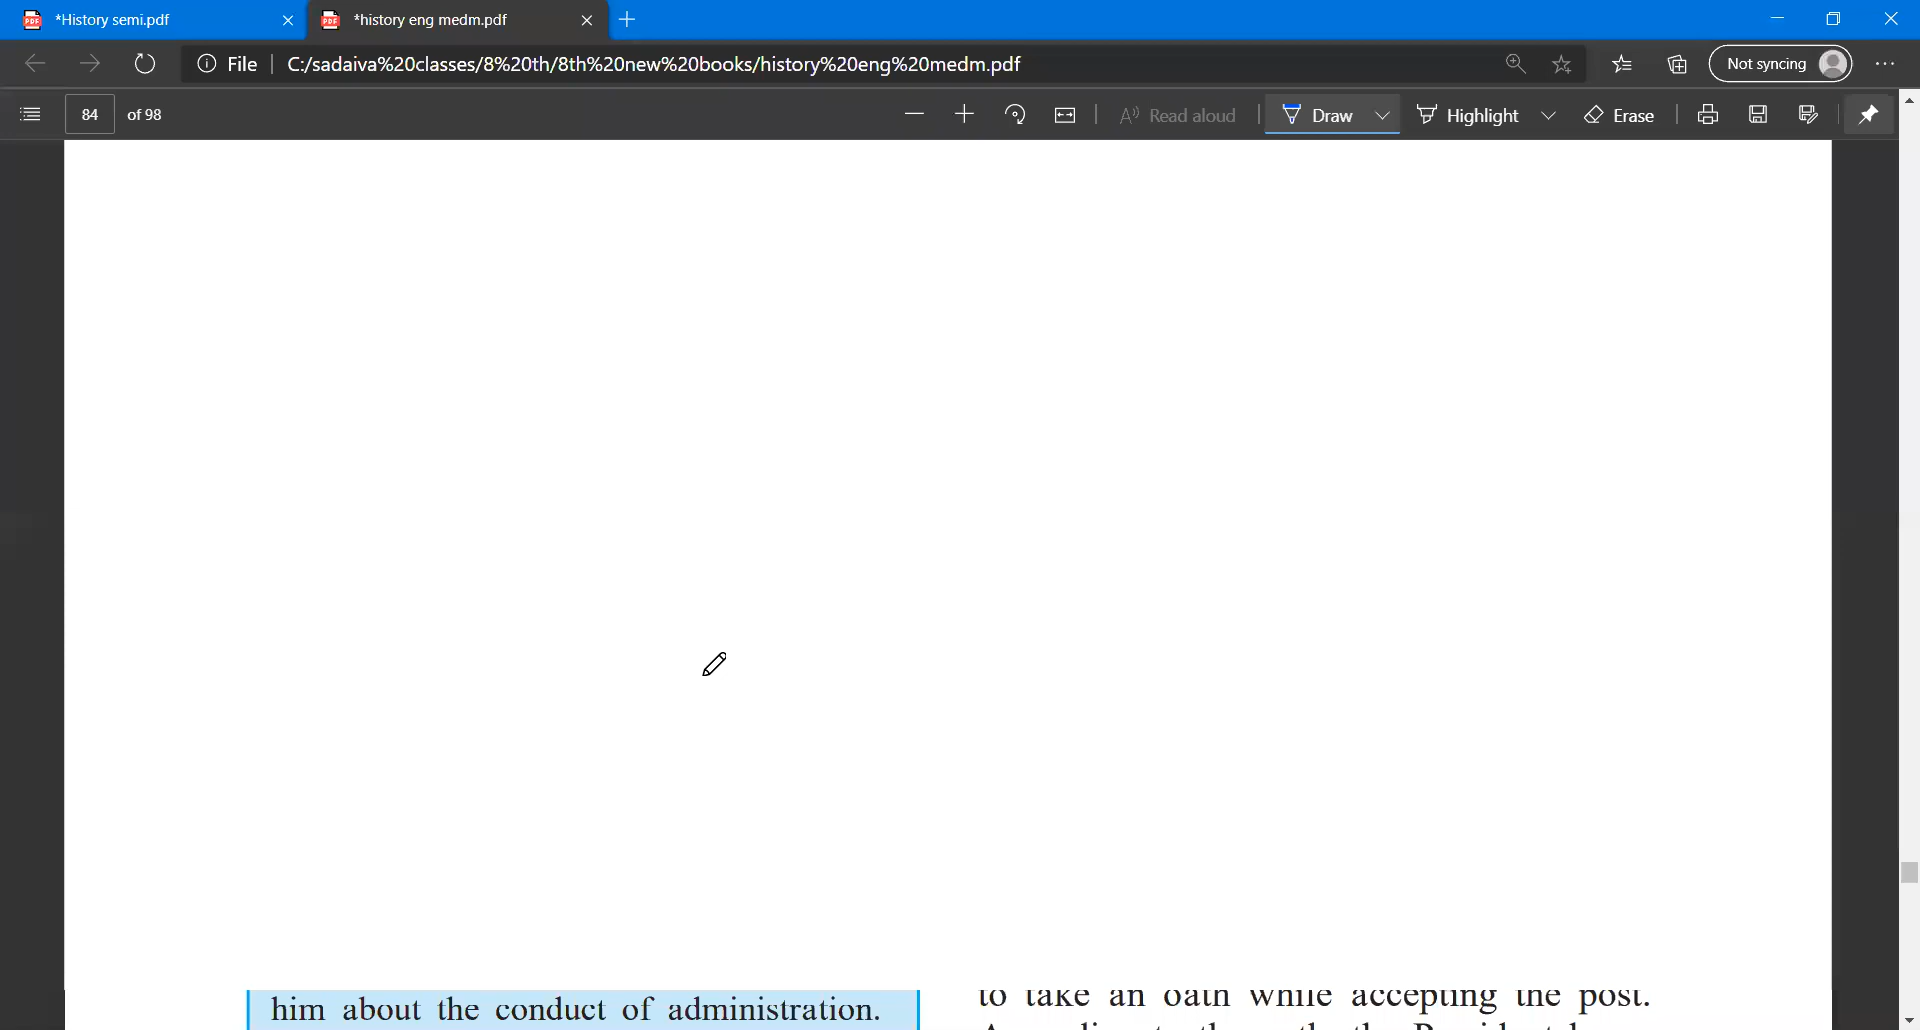 *History semi.pdf
*history eng medm.pdf
File
C:/sadaiva%20classes/8%20th/8th%20new%20books/history%20eng%20medm.pdf
Not syncing
84 of 98
Read aloud
Draw
Highlight
Erase
him about the conduct of administration.
to take an oath while accepting the post.